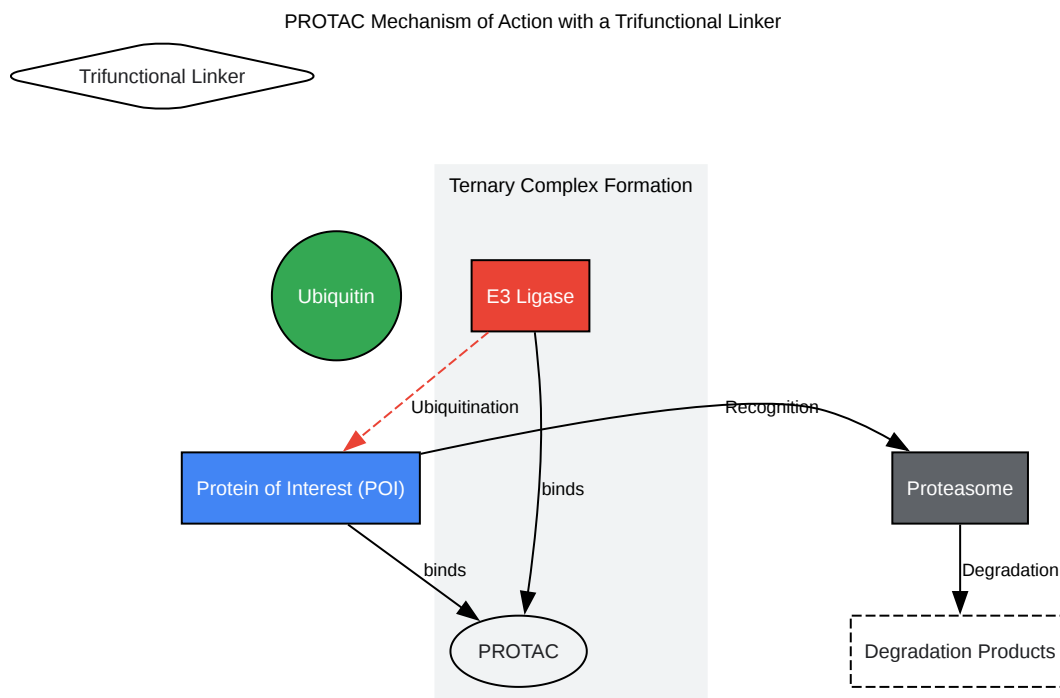 PROTAC Mechanism of Action with a Trifunctional Linker
Trifunctional Linker
Ternary Complex Formation
Ubiquitin
E3 Ligase
Ubiquitination
Recognition
Protein of Interest (POI)
binds
Proteasome
binds
Degradation
PROTAC
Degradation Products